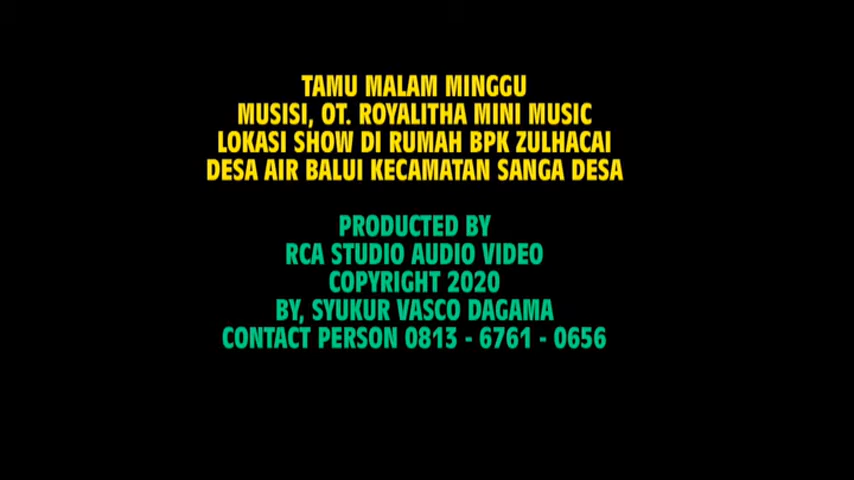 TAMU MALAM MINGGU
MUSISI, OT. ROYALITHA MINI MUSIC
LOKASI SHOW DI RUMAH BPK ZULHACAI
DESA AIR BALUI KECAMATAN SANGA DESA
PRODUCTED BY
RCA STUDIO AUDIO VIDEO
COPYRIGHT 2020
BY, SYUKUR VASCO DAGAMA
CONTACT PERSON 0813 - 6761 - 0656